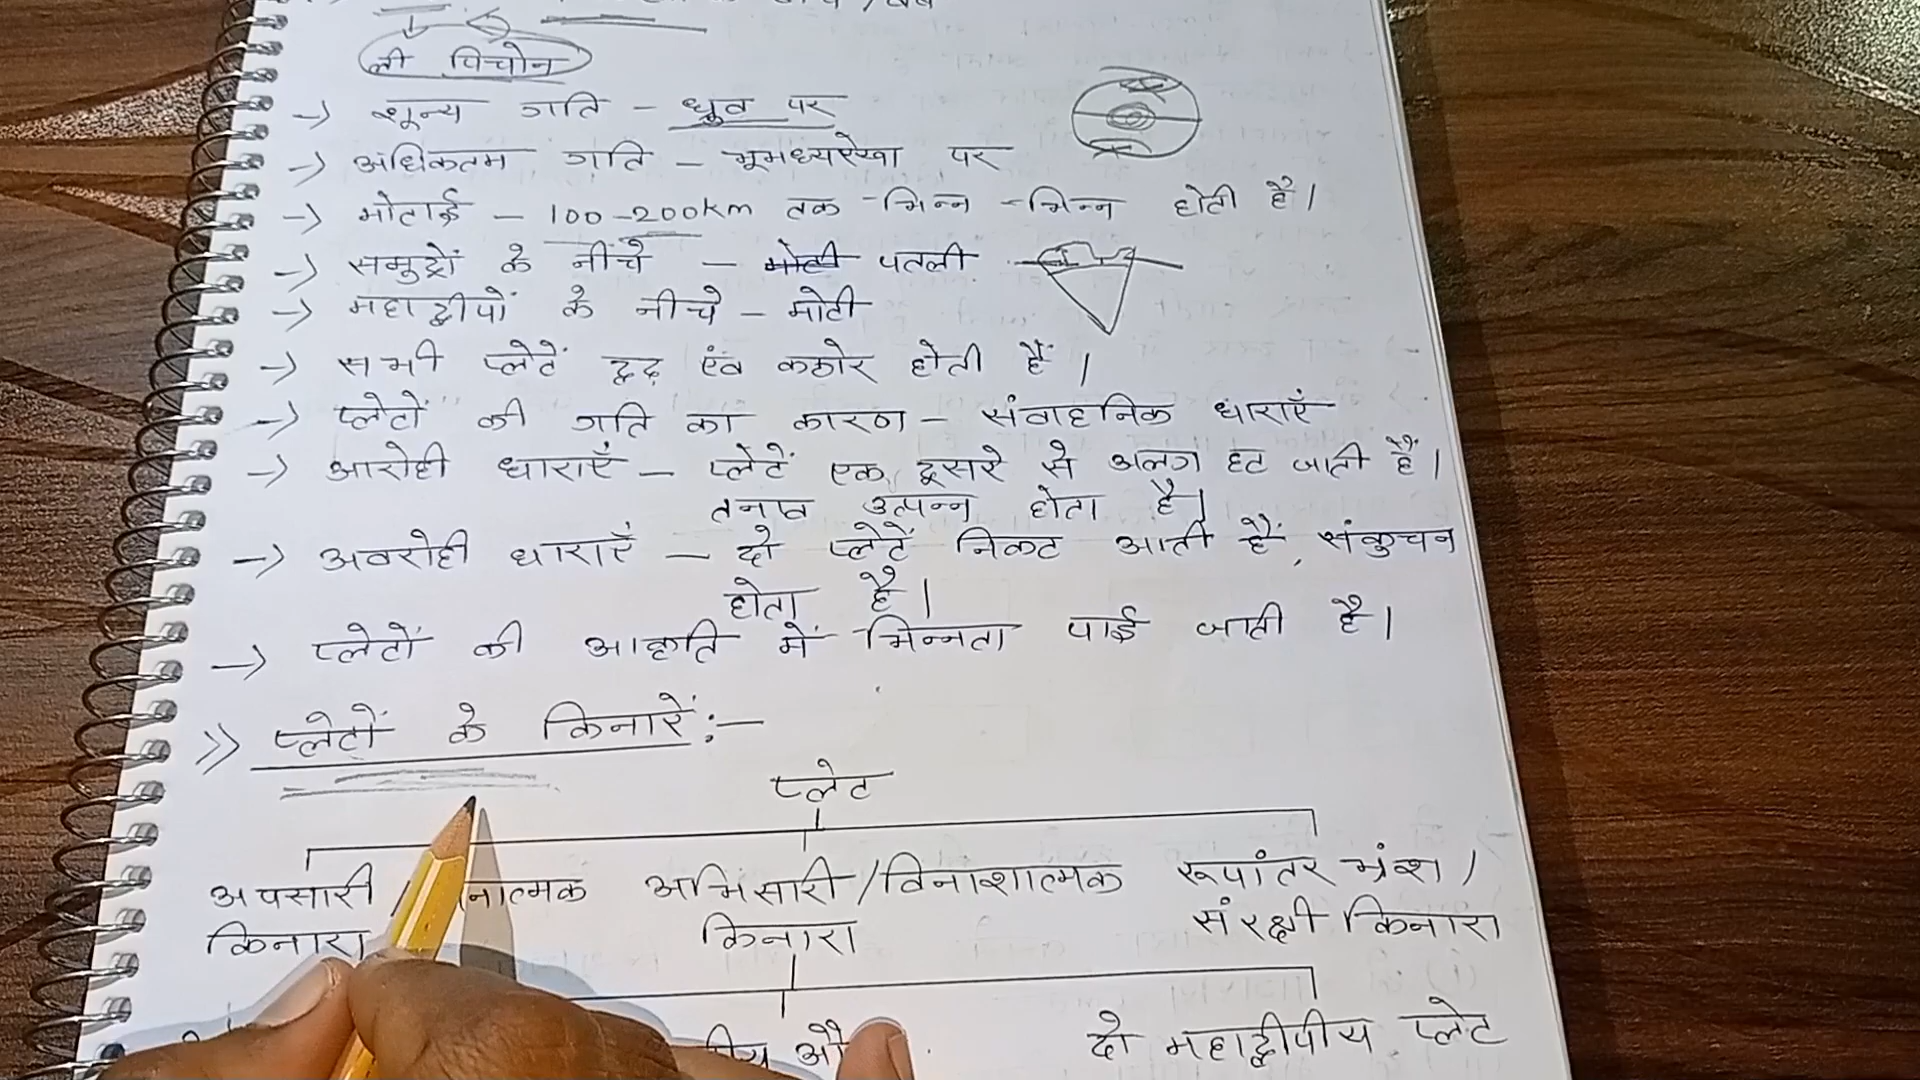 ली पिचोन
→ शून्य गति - ध्रुव पर
→ अधिकतम गति - भूमध्यरेखा पर
→ मोटाई - 100-200km तक भिन्न-भिन्न होती है।
→ समुद्रों के नीचे - मोटी पतली
→ महाद्वीपों के नीचे - मोटी
→ सभी प्लेटें दृढ़ एंव कठोर होती हैं।
→ प्लेटों की गति का कारण - संवाहनिक धाराएँ
→ आरोही धाराएँ - प्लेटें एक दूसरे से अलग हट जाती हैं।
तनाव उत्पन्न होता है।
→ अवरोही धाराएँ - दो प्लेटें निकट आती हैं, संकुचन
होता है।
→ प्लेटों की आकृति में भिन्नता पाई जाती है।
>> प्लेटों के किनारें:-
प्लेट
अपसारी / नात्मक अभिसारी/विनाशात्मक रूपांतर भ्रंश/
किनारा किनारा संरक्षी किनारा
दो महाद्वीपीय प्लेट